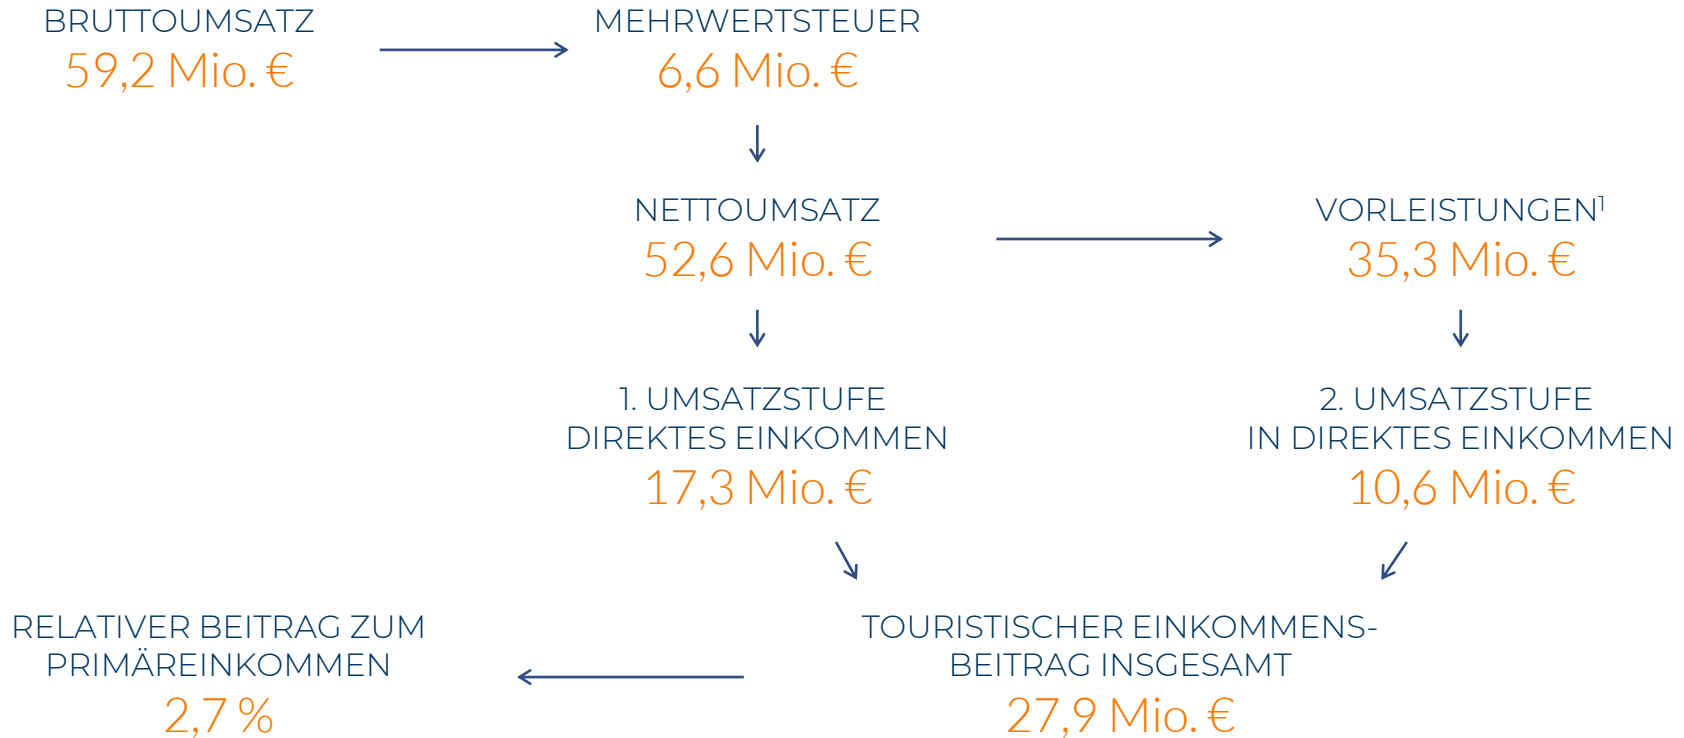 BRUTTOUMSATZ
59,2 Mio. €
MEHRWERTSTEUER
6,6 Mio. €
NETTOUMSATZ
52,6 Mio. €
VORLEISTUNGEN¹
35,3 Mio. €
1. UMSATZSTUFE
DIREKTES EINKOMMEN
17,3 Mio. €
2. UMSATZSTUFE
IN DIREKTES EINKOMMEN
10,6 Mio. €
RELATIVER BEITRAG ZUM
PRIMÄREINKOMMEN
2,7 %
TOURISTISCHER EINKOMMENS-
BEITRAG INSGESAMT
27,9 Mio. €